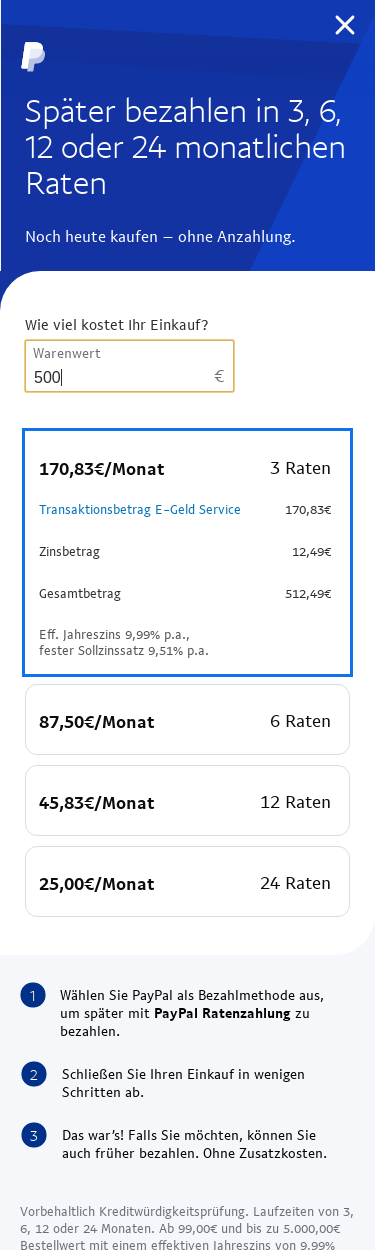 Später bezahlen in 3, 6,
12 oder 24 monatlichen
Raten
Noch heute kaufen – ohne Anzahlung.
Wie viel kostet Ihr Einkauf?
Warenwert
500 €
170,83€/Monat 3 Raten
Transaktionsbetrag E-Geld Service 170,83€
Zinsbetrag 12,49€
Gesamtbetrag 512,49€
Eff. Jahreszins 9,99% p.a.,
fester Sollzinssatz 9,51% p.a.
87,50€/Monat 6 Raten
45,83€/Monat 12 Raten
25,00€/Monat 24 Raten
1 Wählen Sie PayPal als Bezahlmethode aus,
um später mit PayPal Ratenzahlung zu
bezahlen.
2 Schließen Sie Ihren Einkauf in wenigen
Schritten ab.
3 Das war's! Falls Sie möchten, können Sie
auch früher bezahlen. Ohne Zusatzkosten.
Vorbehaltlich Kreditwürdigkeitsprüfung. Laufzeiten von 3,
6, 12 oder 24 Monaten. Ab 99,00€ und bis zu 5.000,00€
Bestellwert mit einem effektiven Jahreszins von 9,99%